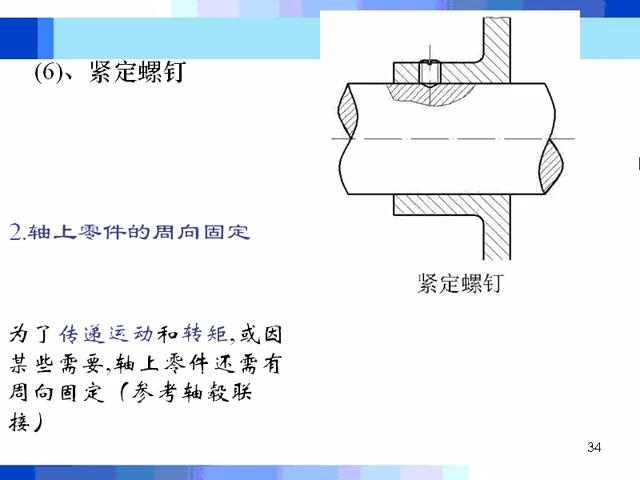 (6)、紧定螺钉
紧定螺钉
2.轴上零件的周向固定
为了传递运动和转矩,或因
某些需要,轴上零件还需有
周向固定（参考轴毂联
接）
34